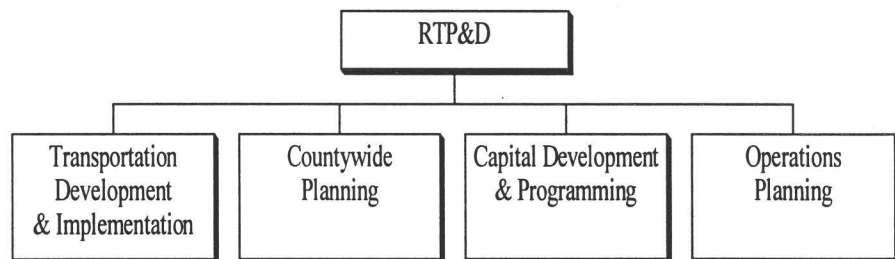 RTP&D
Transportation
Development
& Implementation
Countywide
Planning
Capital Development
& Programming
Operations
Planning